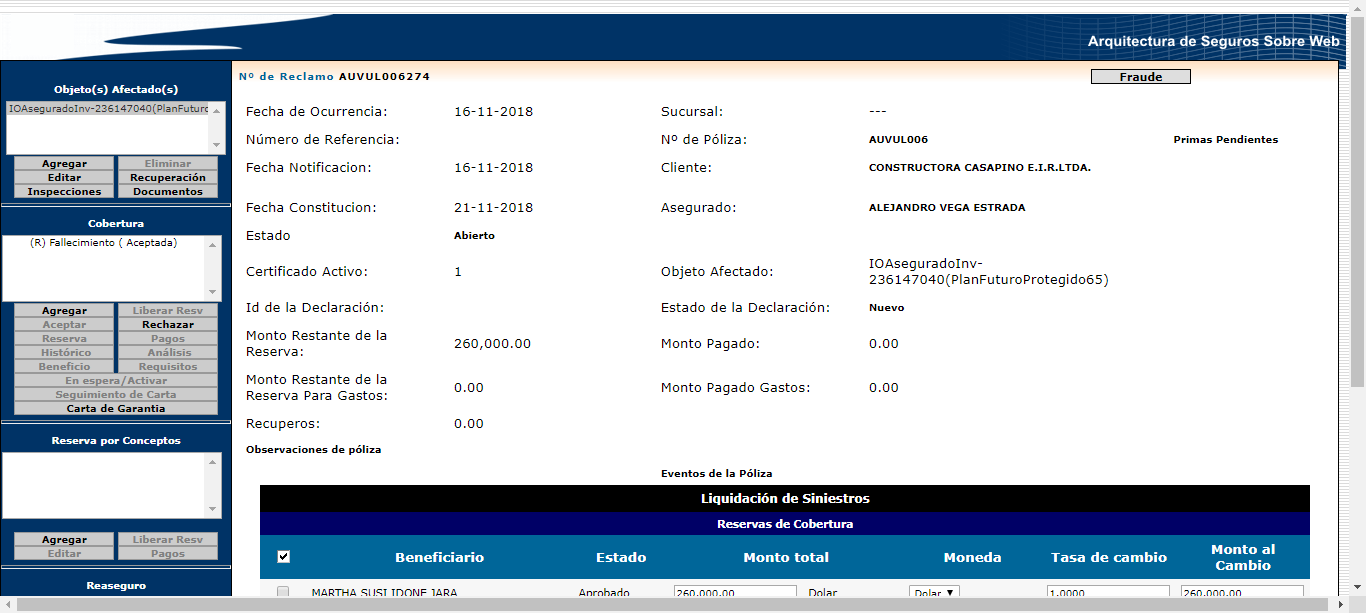 Arquitectura de Seguros Sobre Web
Objeto(s) Afectado(s)
IOAseguradoInv-236147040(PlanFuturo
Agregar Eliminar
Editar Recuperación
Inspecciones Documentos
Cobertura
(R) Fallecimiento ( Aceptada)
Agregar Liberar Resv
Aceptar Rechazar
Reserva Pagos
Histórico Análisis
Beneficio Requisitos
En espera/Activar
Seguimiento de Carta
Carta de Garantia
Reserva por Conceptos
Agregar Liberar Resv
Editar Pagos
Reaseguro
Nº de Reclamo AUVUL006274 Fraude
Fecha de Ocurrencia: 16-11-2018 Sucursal: ---
Número de Referencia: Nº de Póliza: AUVUL006 Primas Pendientes
Fecha Notificacion: 16-11-2018 Cliente: CONSTRUCTORA CASAPINO E.I.R.LTDA.
Fecha Constitucion: 21-11-2018 Asegurado: ALEJANDRO VEGA ESTRADA
Estado Abierto
Certificado Activo: 1 Objeto Afectado: IOAseguradoInv-
236147040(PlanFuturoProtegido65)
Id de la Declaración: Estado de la Declaración: Nuevo
Monto Restante de la
Reserva: 260,000.00 Monto Pagado: 0.00
Monto Restante de la
Reserva Para Gastos: 0.00 Monto Pagado Gastos: 0.00
Recuperos: 0.00
Observaciones de póliza
Eventos de la Póliza
Liquidación de Siniestros
Reservas de Cobertura
Beneficiario Estado Monto total Moneda Tasa de cambio Monto al
Cambio
MARTHA SUSI IDONE JARA Aprobado 260,000.00 Dolar Dolar 1.0000 260,000.00